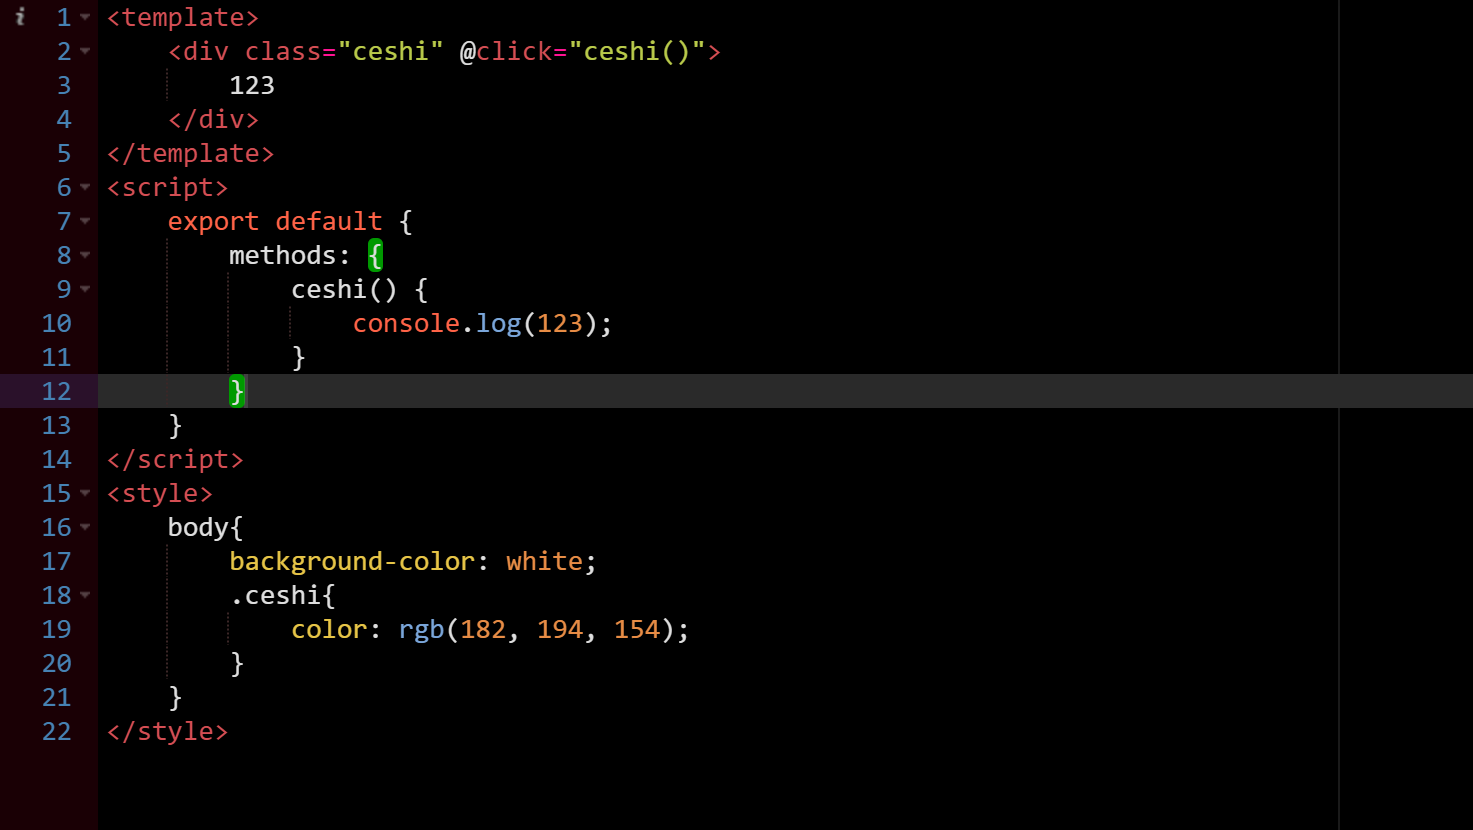 i 1 <template>
2 <div class="ceshi" @click="ceshi()">
3 123
4 </div>
5 </template>
6 <script>
7 export default {
8 methods: {
9 ceshi() {
10 console.log(123);
11 }
12 }
13 }
14 </script>
15 <style>
16 body{
17 background-color: white;
18 .ceshi{
19 color: rgb(182, 194, 154);
20 }
21 }
22 </style>